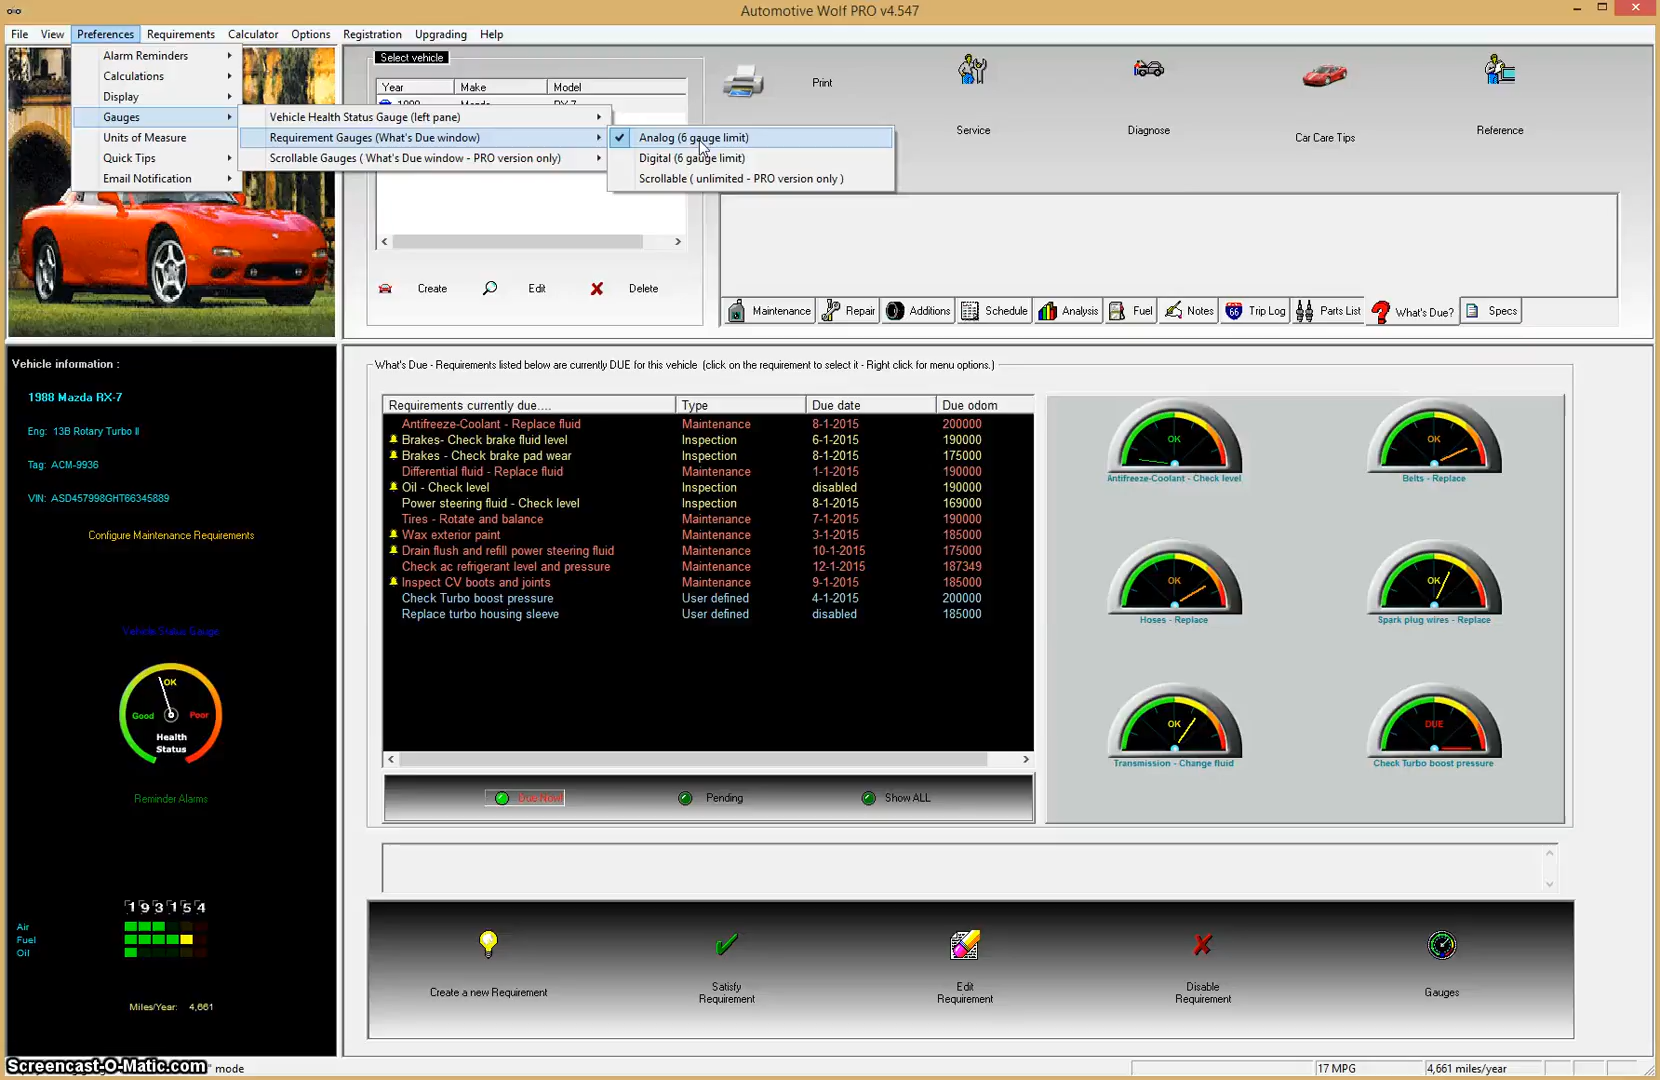 Automotive Wolf PRO v4.547
File View Preferences Requirements Calculator Options Registration Upgrading Help
Alarm Reminders
Calculations
Display
Gauges
Units of Measure
Quick Tips
Email Notification
Vehicle Health Status Gauge (left pane)
Requirement Gauges (What's Due window)
Scrollable Gauges ( What's Due window - PRO version only)
Analog (6 gauge limit)
Digital (6 gauge limit)
Scrollable ( unlimited - PRO version only )
Select vehicle
Year Make Model
1988 Mazda RX-7
Create Edit Delete
Print
Service
Diagnose
Car Care Tips
Reference
Maintenance Repair Additions Schedule Analysis Fuel Notes Trip Log Parts List What's Due? Specs
66
Vehicle information :
1988 Mazda RX-7
Eng: 13B Rotary Turbo II
Tag: ACM-9936
VIN: ASD457998GHT66345889
Configure Maintenance Requirements
Vehicle Status Gauge
OK
Good Poor
Health
Status
Reminder Alarms
193154
Air
Fuel
Oil
Miles/Year: 4,661
What's Due - Requirements listed below are currently DUE for this vehicle (click on the requirement to select it - Right click for menu options.)
Requirements currently due.... Type Due date Due odom
Antifreeze-Coolant - Replace fluid Maintenance 8-1-2015 200000
Brakes- Check brake fluid level Inspection 6-1-2015 190000
Brakes - Check brake pad wear Inspection 8-1-2015 175000
Differential fluid - Replace fluid Maintenance 1-1-2015 190000
Oil - Check level Inspection disabled 190000
Power steering fluid - Check level Inspection 8-1-2015 169000
Tires - Rotate and balance Maintenance 7-1-2015 190000
Wax exterior paint Maintenance 3-1-2015 185000
Drain flush and refill power steering fluid Maintenance 10-1-2015 175000
Check ac refrigerant level and pressure Maintenance 12-1-2015 187349
Inspect CV boots and joints Maintenance 9-1-2015 185000
Check Turbo boost pressure User defined 4-1-2015 200000
Replace turbo housing sleeve User defined disabled 185000
Due Now Pending Show ALL
OK
Antifreeze-Coolant - Check level
OK
Belts - Replace
OK
Hoses - Replace
OK
Spark plug wires - Replace
OK
Transmission - Change fluid
DUE
Check Turbo boost pressure
Create a new Requirement
Satisfy
Requirement
Edit
Requirement
Disable
Requirement
Gauges
Screencast-O-Matic.com
" mode
17 MPG
4,661 miles/year